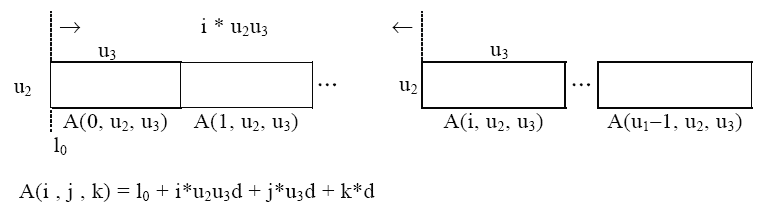 → i * u₂u₃ ←
u₃ u₃
u₂ ... u₂ ...
A(0, u₂, u₃) A(1, u₂, u₃) A(i, u₂, u₃) A(u₁–1, u₂, u₃)
l₀
A(i , j , k) = l₀ + i*u₂u₃d + j*u₃d + k*d